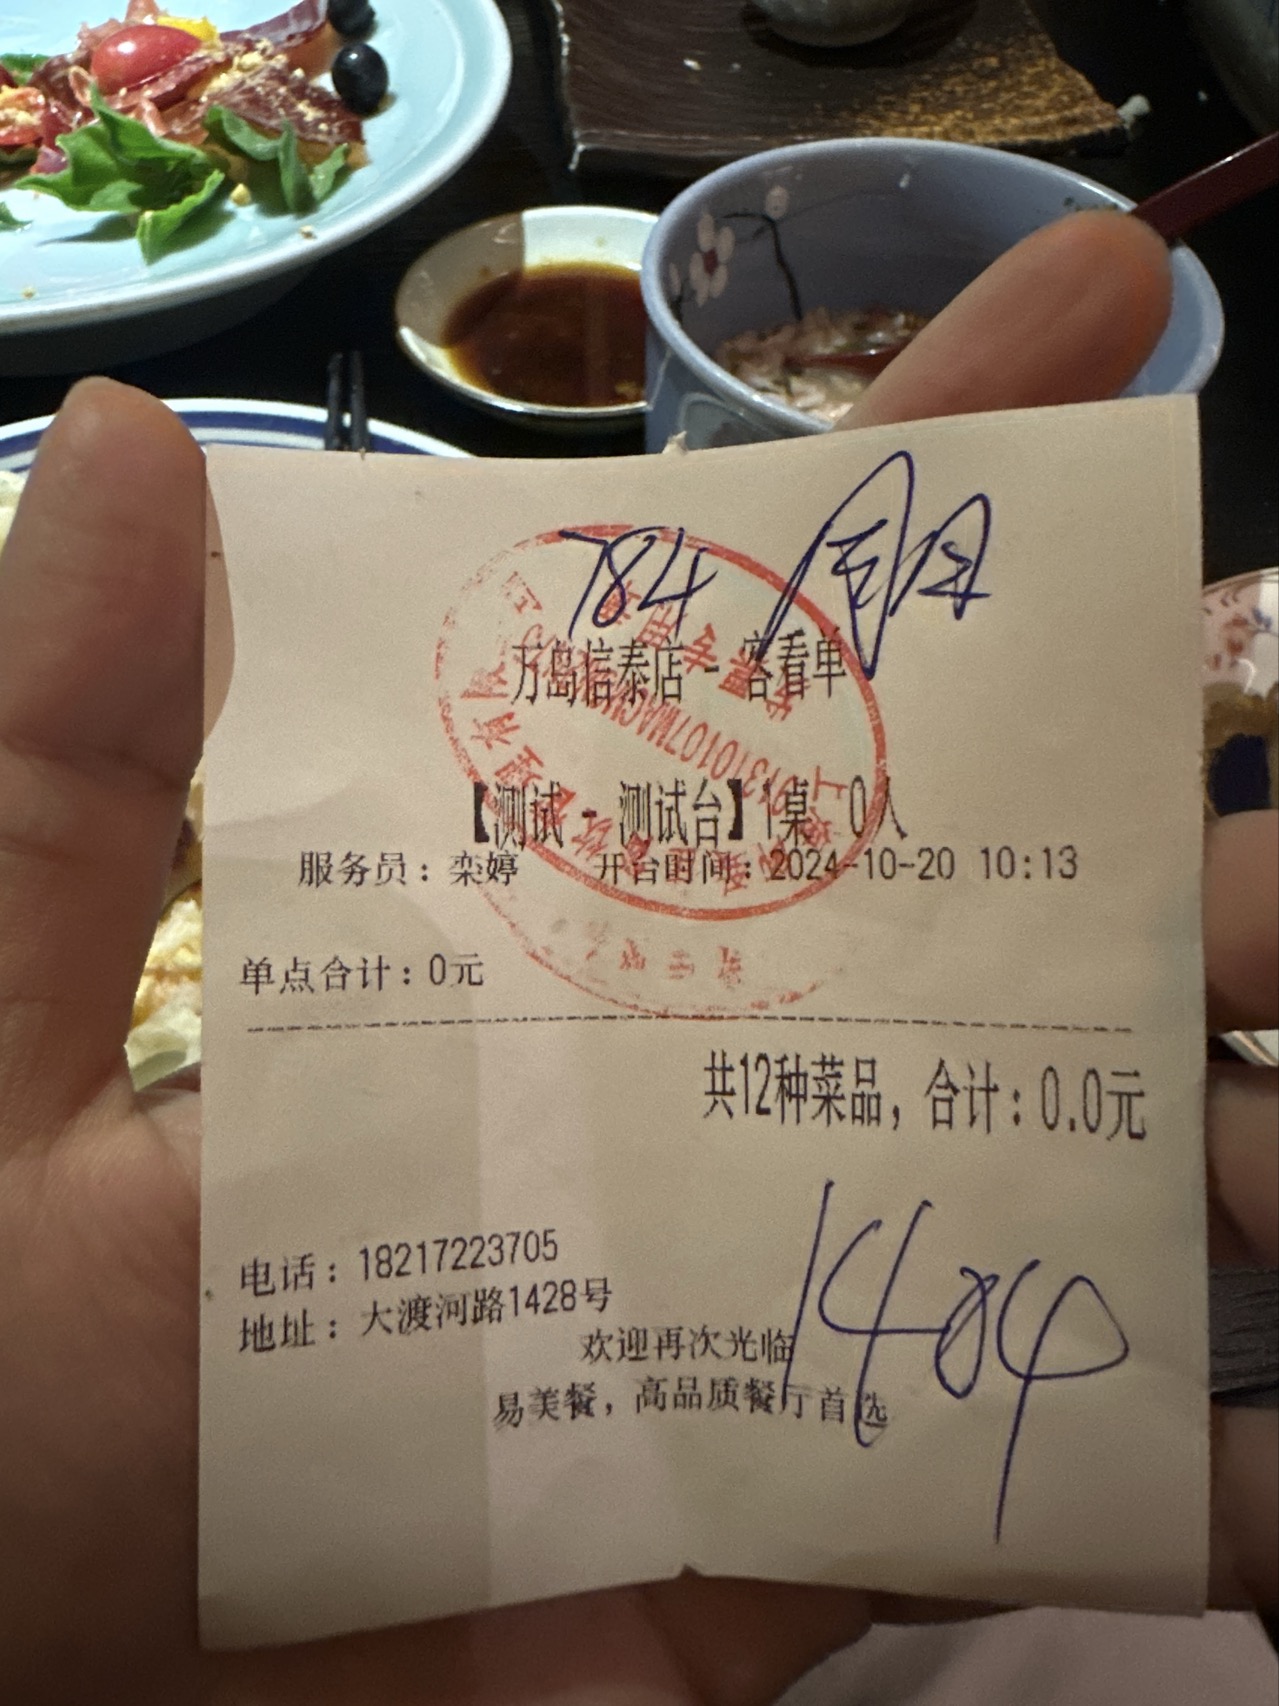 784
万岛信泰店 - 客看单
【测试 - 测试台】1桌 0人
服务员：栾婷 开台时间：2024-10-20 10:13
单点合计：0元
共12种菜品，合计：0.0元
电话：18217223705
地址：大渡河路1428号
欢迎再次光临
易美餐，高品质餐厅首选